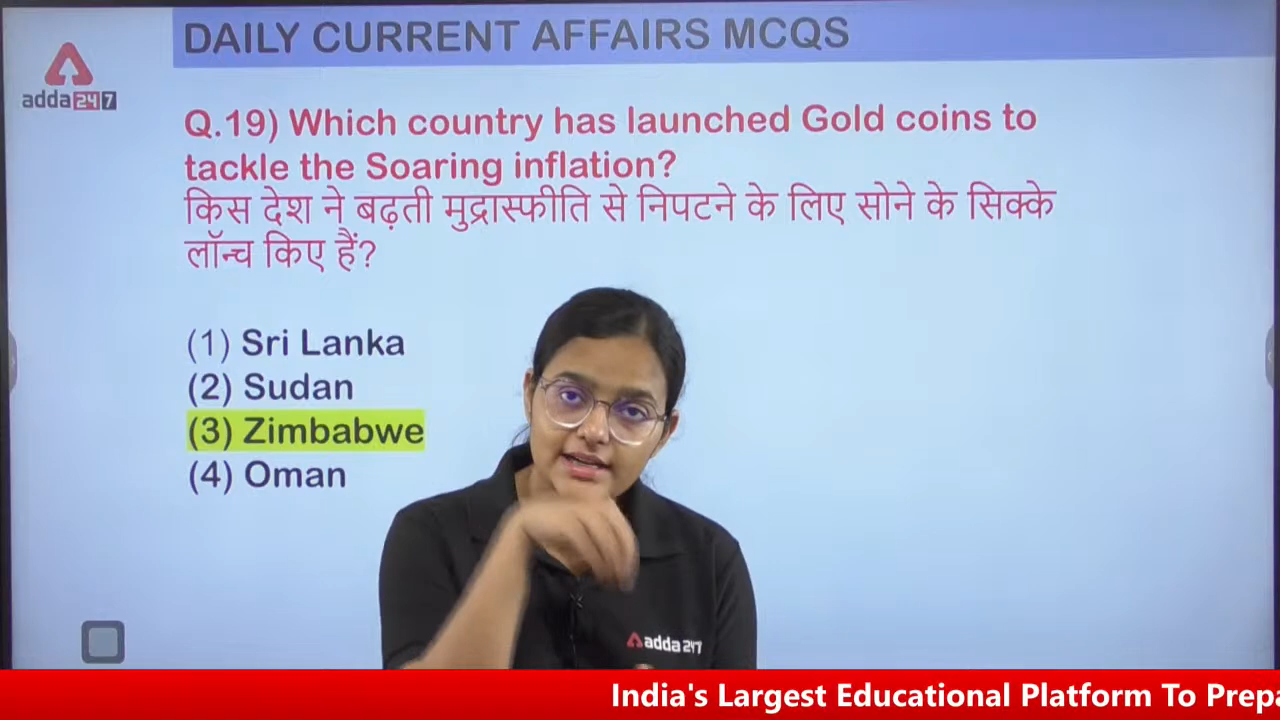 DAILY CURRENT AFFAIRS MCQS
adda247
Q.19) Which country has launched Gold coins to
tackle the Soaring inflation?
किस देश ने बढ़ती मुद्रास्फीति से निपटने के लिए सोने के सिक्के
लॉन्च किए हैं?
(1) Sri Lanka
(2) Sudan
(3) Zimbabwe
(4) Oman
adda247
India's Largest Educational Platform To Prepa